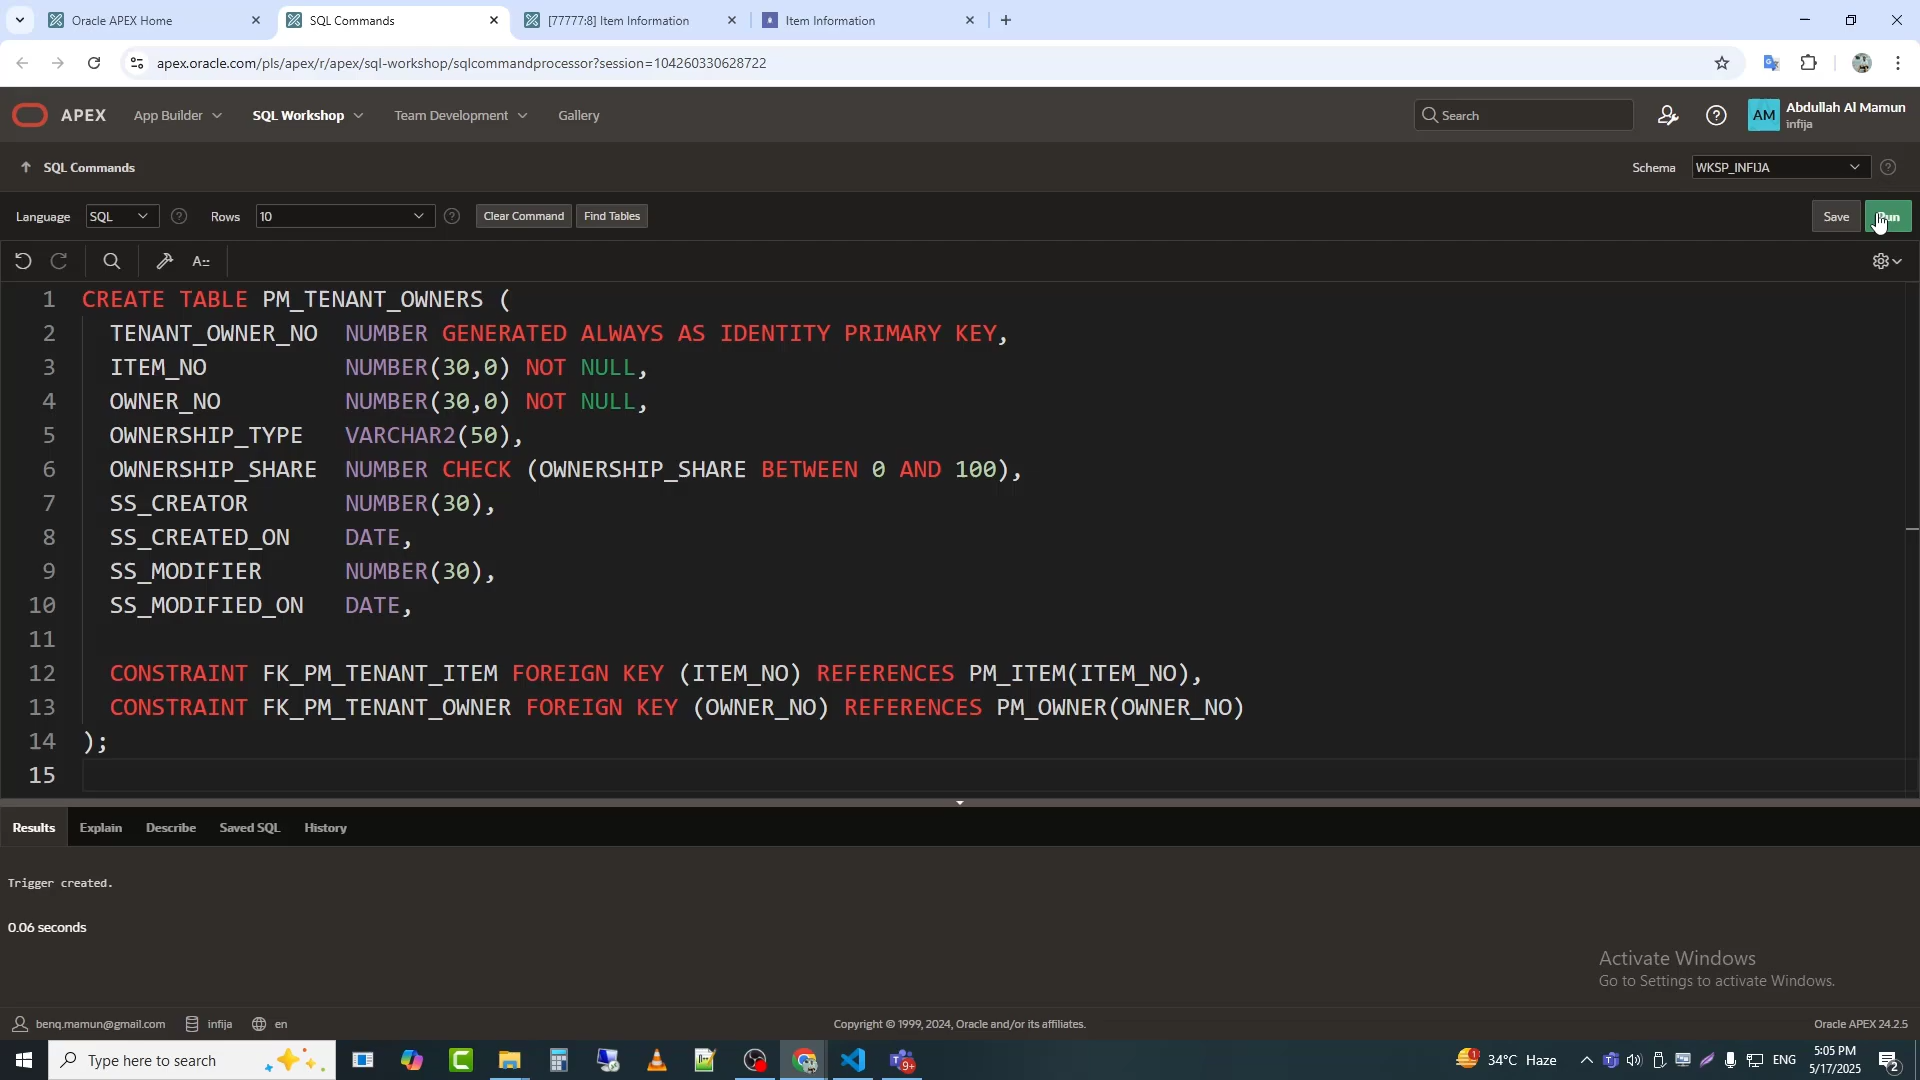 Oracle APEX Home
SQL Commands
[77777:8] Item Information
Item Information
apex.oracle.com/pls/apex/r/apex/sql-workshop/sqlcommandprocessor?session=104260330628722
APEX
App Builder
SQL Workshop
Team Development
Gallery
Search
AM
Abdullah Al Mamun
infija
SQL Commands
Schema
WKSP_INFIJA
Language
SQL
Rows
10
Clear Command
Find Tables
Save
1 CREATE TABLE PM_TENANT_OWNERS (
2 TENANT_OWNER_NO NUMBER GENERATED ALWAYS AS IDENTITY PRIMARY KEY,
3 ITEM_NO NUMBER(30,0) NOT NULL,
4 OWNER_NO NUMBER(30,0) NOT NULL,
5 OWNERSHIP_TYPE VARCHAR2(50),
6 OWNERSHIP_SHARE NUMBER CHECK (OWNERSHIP_SHARE BETWEEN 0 AND 100),
7 SS_CREATOR NUMBER(30),
8 SS_CREATED_ON DATE,
9 SS_MODIFIER NUMBER(30),
10 SS_MODIFIED_ON DATE,
11
12 CONSTRAINT FK_PM_TENANT_ITEM FOREIGN KEY (ITEM_NO) REFERENCES PM_ITEM(ITEM_NO),
13 CONSTRAINT FK_PM_TENANT_OWNER FOREIGN KEY (OWNER_NO) REFERENCES PM_OWNER(OWNER_NO)
14 );
15
Results
Explain
Describe
Saved SQL
History
Trigger created.
0.06 seconds
Activate Windows
Go to Settings to activate Windows.
benq.mamun@gmail.com
infija
en
Copyright © 1999, 2024, Oracle and/or its affiliates.
Oracle APEX 24.2.5
Type here to search
9+
1
34°C Haze
ENG
5:05 PM
5/17/2025
2